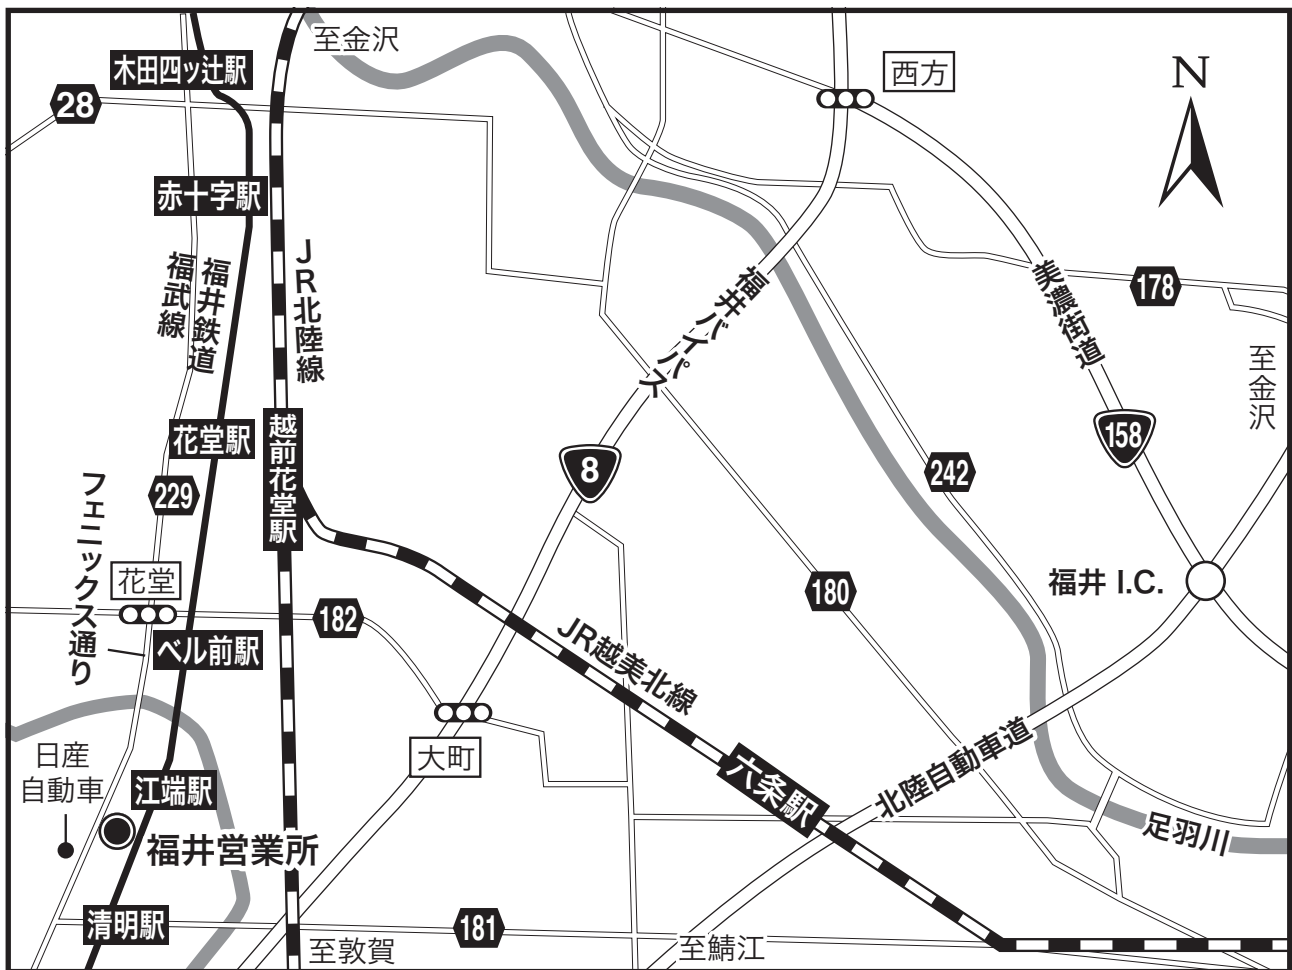 至金沢
木田四ッ辻駅
西方
N
28
赤十字駅
JR北陸線
福井鉄道
福武線
福井バイパス
美濃街道
178
至金沢
花堂駅
越前花堂駅
158
8
242
229
フェニックス通り
花堂
180
福井 I.C.
182
ベル前駅
JR越美北線
大町
六条駅
北陸自動車道
日産
自動車
江端駅
足羽川
福井営業所
清明駅
181
至敦賀
至鯖江